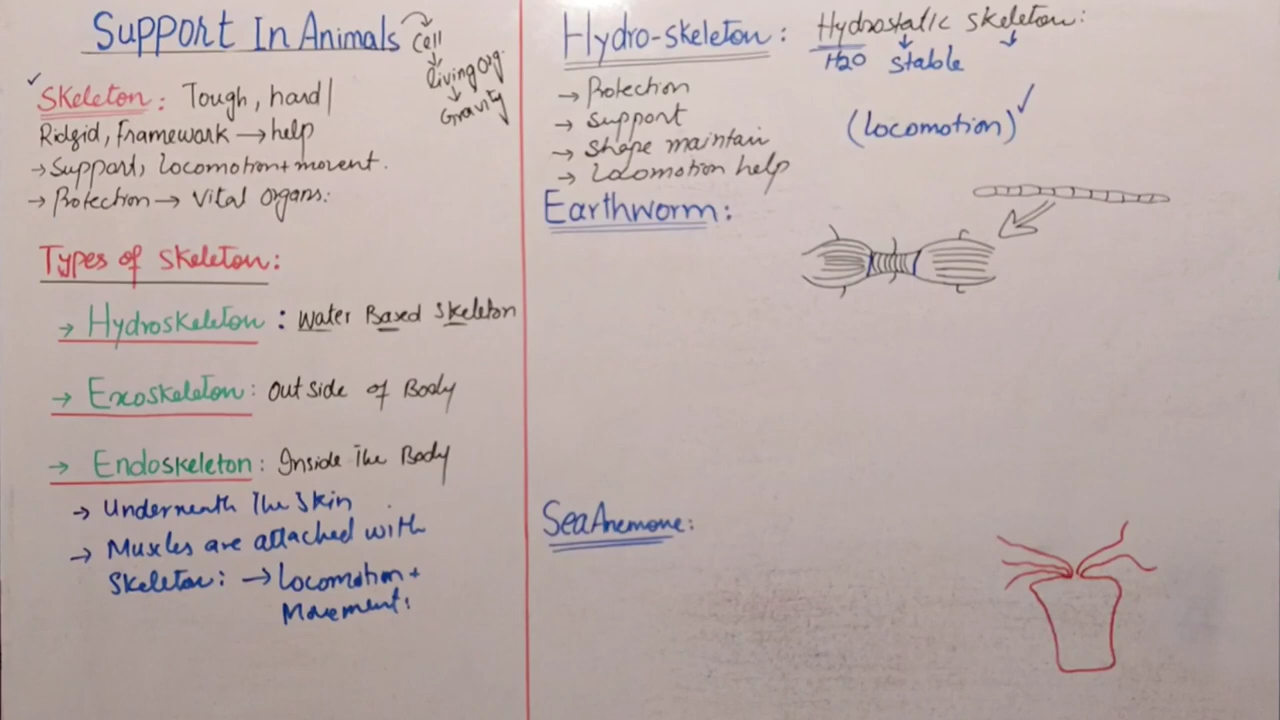 Support In Animals
Cell
Living Org.
Gravity
Skeleton: Tough, hard
Ridgid, framework → help
→ Support, Locomotion + movent.
→ Protection → Vital Organs:
Types of Skeleton:
→ Hydroskeleton: Water Based Skeleton
→ Exoskeleton: Outside of Body
→ Endoskeleton: Inside The Body
→ Underneath The Skin
→ Muscles are attached with
Skeleton: → Locomotion +
Movement:
Hydro-skeleton: Hydrostatic skeleton:
H2O Stable
→ Protection
→ Support
→ Shape maintain
→ Locomotion help
(Locomotion)
Earthworm:
Sea Anemone: